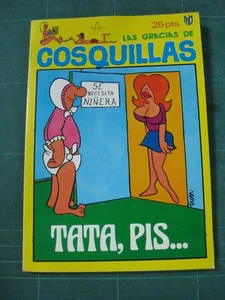 25 pts.
LAS GRACIAS DE
COSQUILLAS
SE
NECESITA
NIÑERA
TATA, PIS...